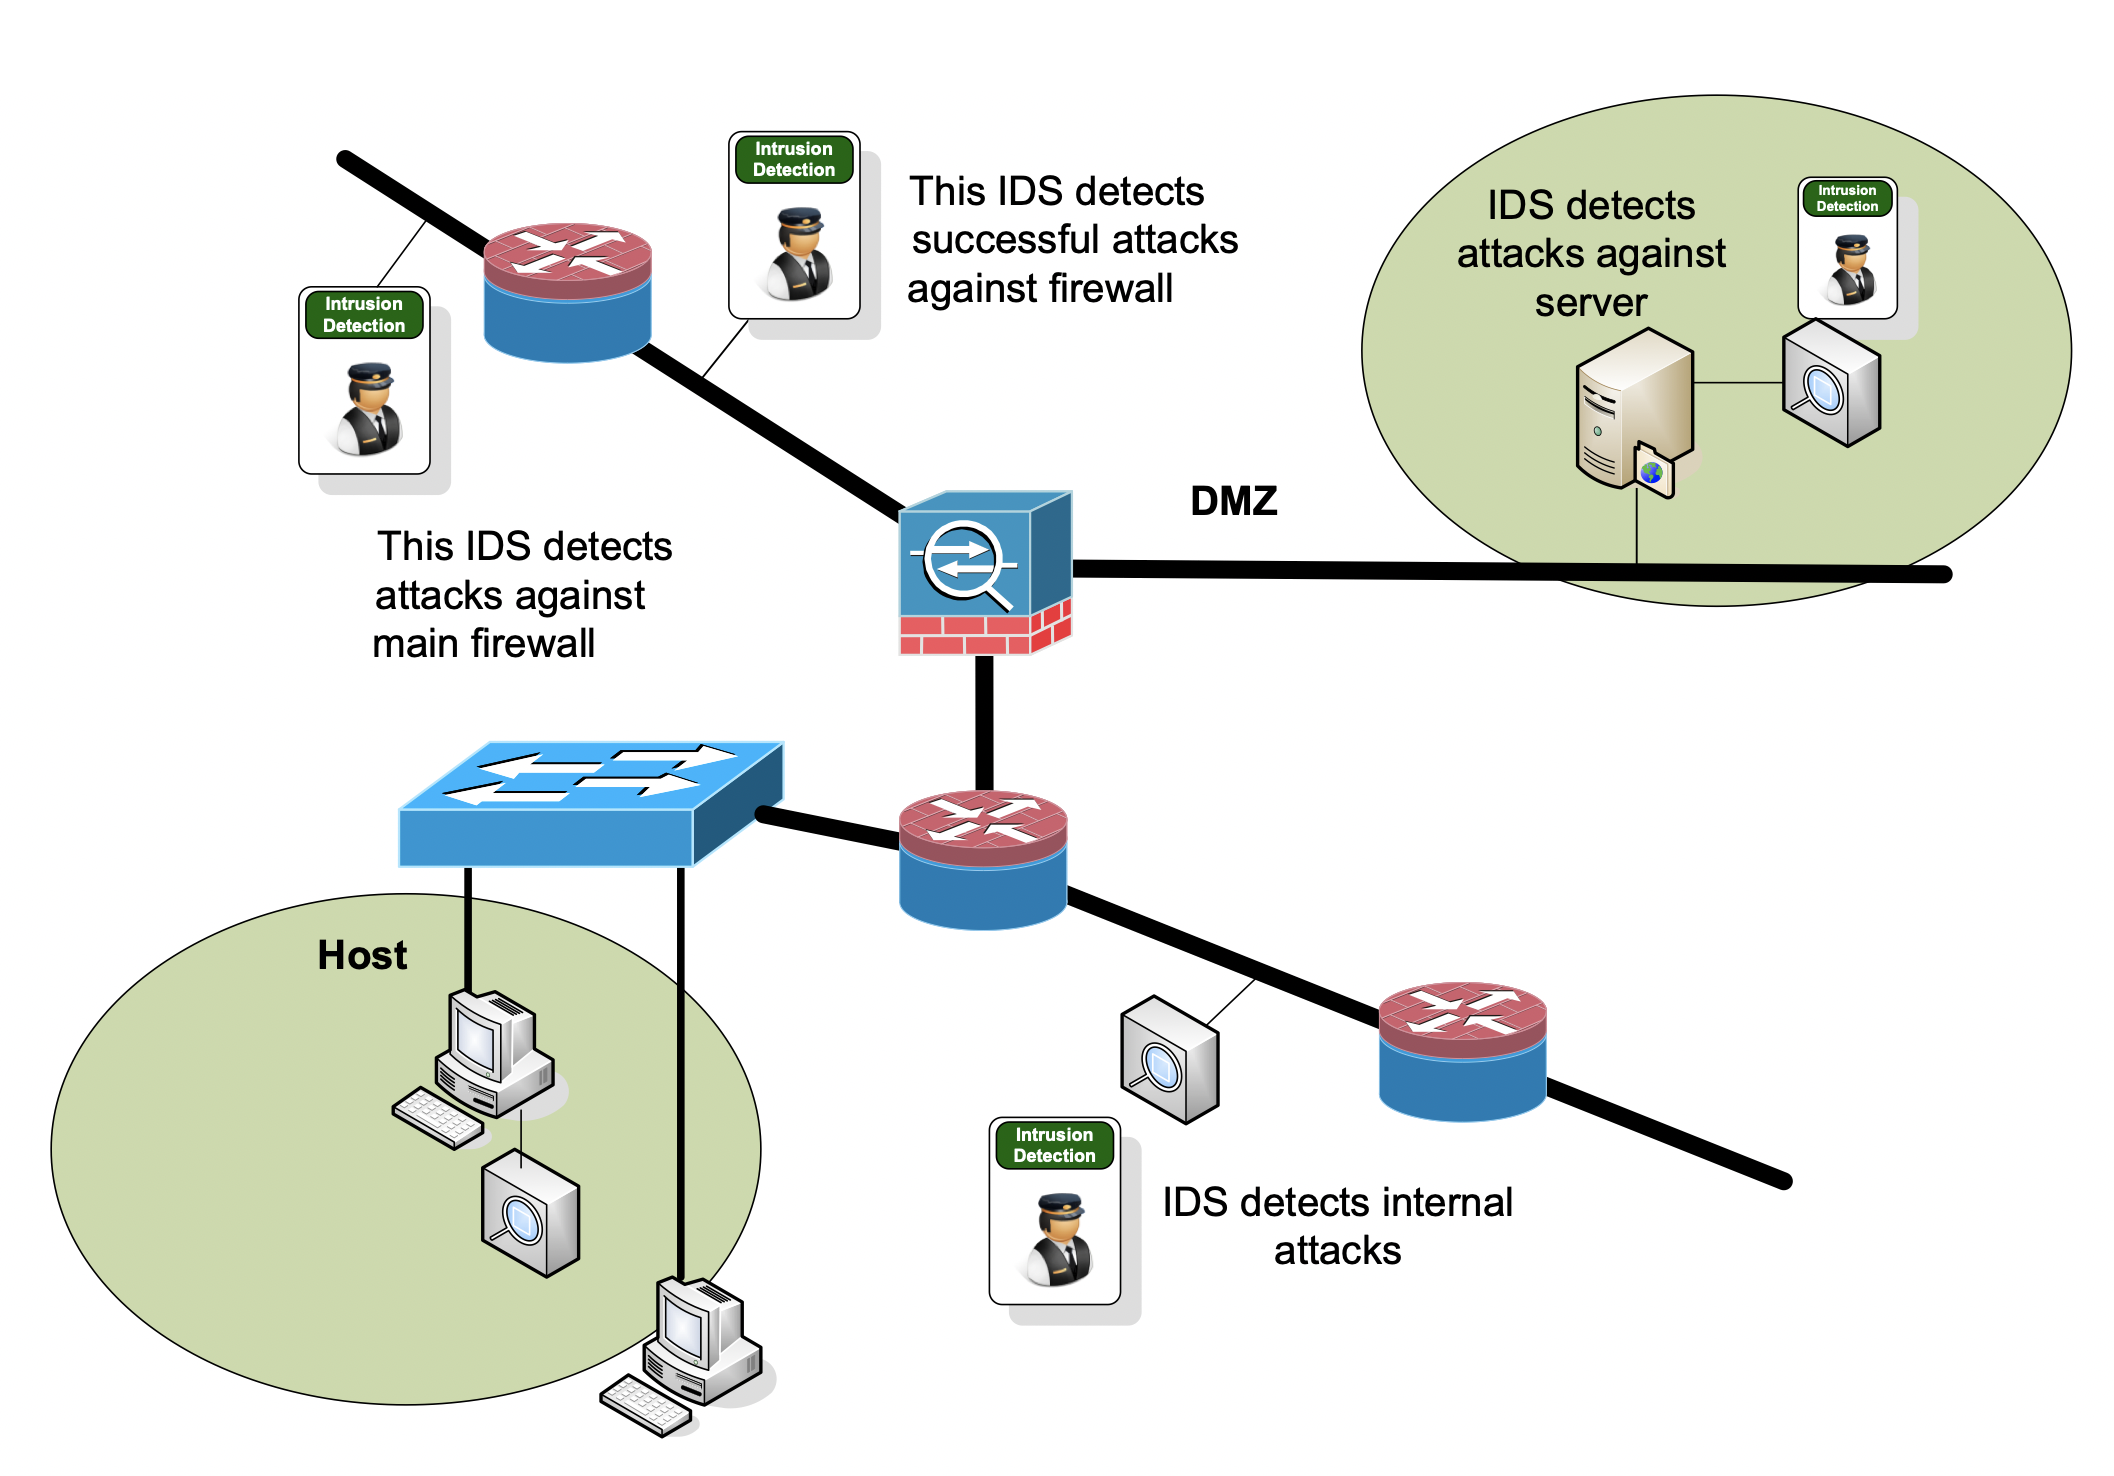 Intrusion
Detection
This IDS detects
successful attacks
against firewall
Intrusion
Detection
IDS detects
attacks against
server
Intrusion
Detection
This IDS detects
attacks against
main firewall
DMZ
Host
Intrusion
Detection
IDS detects internal
attacks